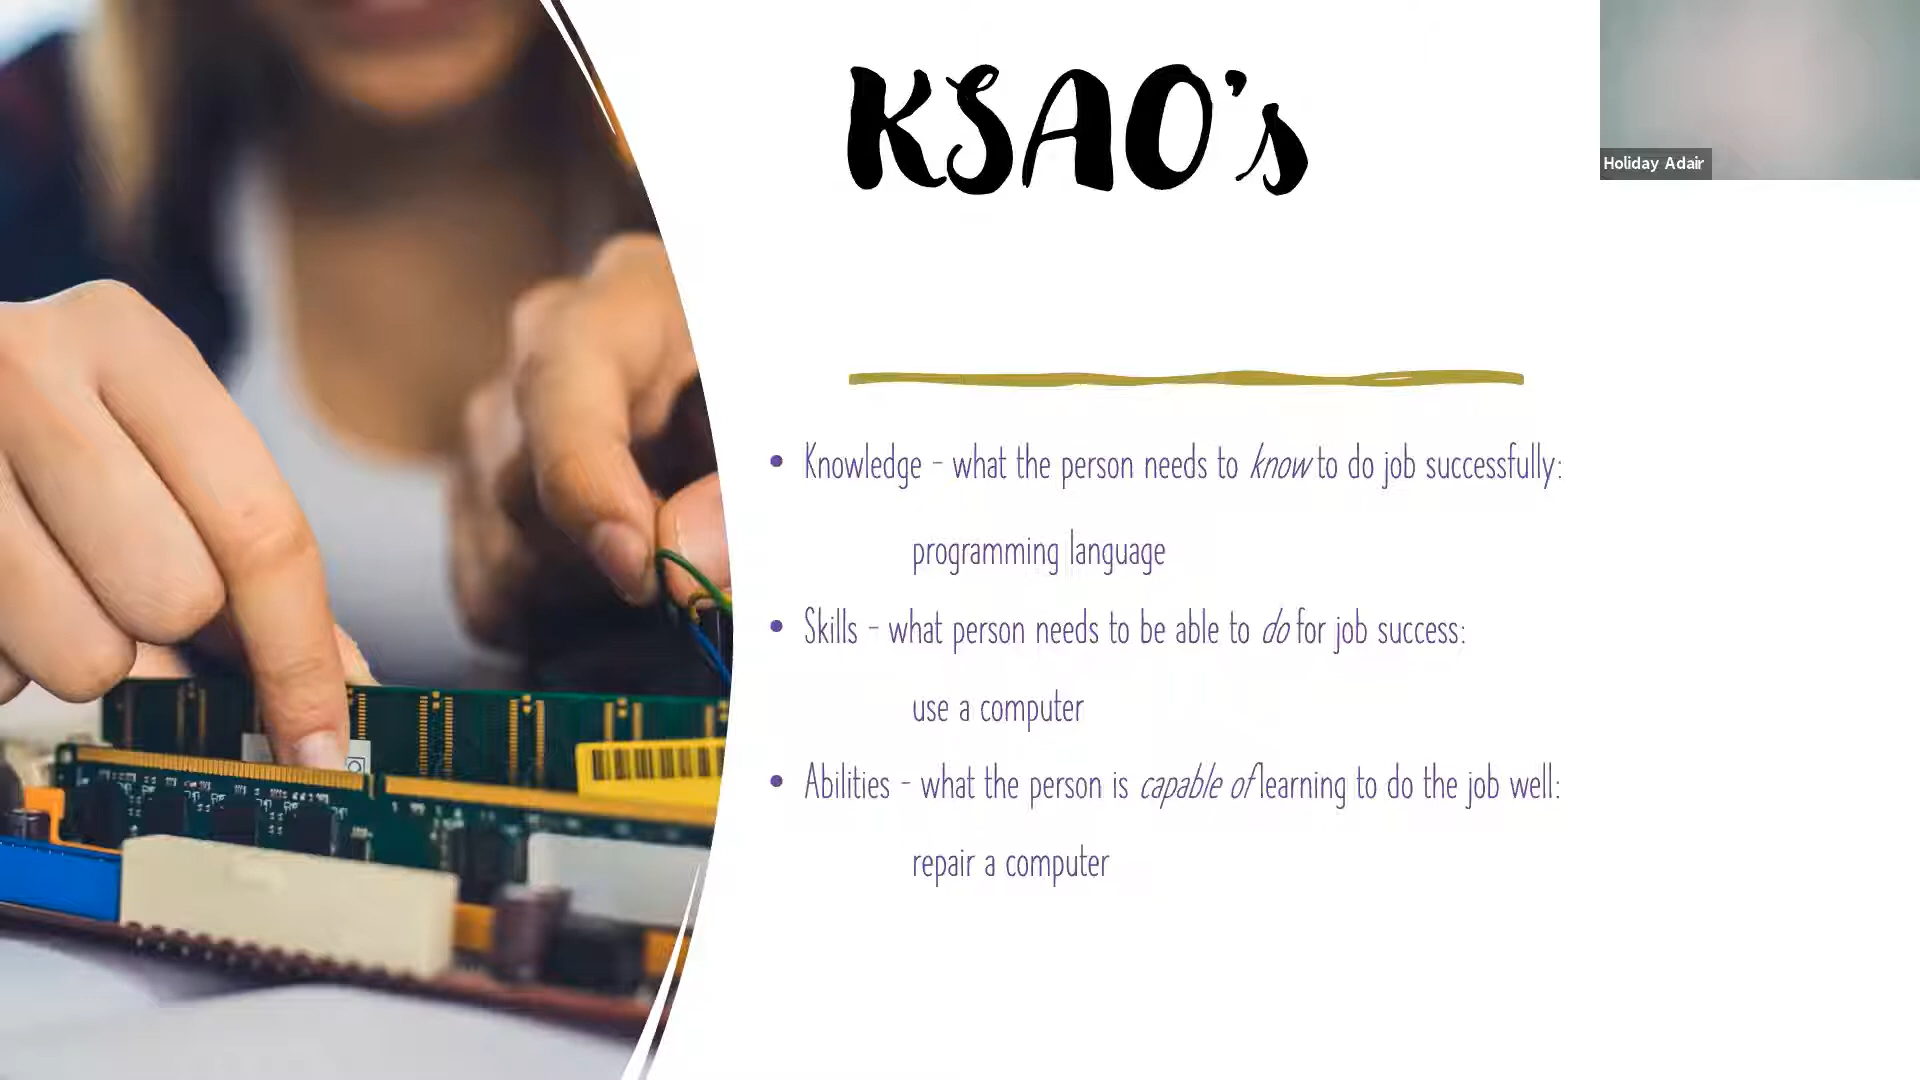 KSAO's
Holiday Adair
• Knowledge - what the person needs to know to do job successfully:
programming language
• Skills - what person needs to be able to do for job success:
use a computer
• Abilities - what the person is capable of learning to do the job well:
repair a computer